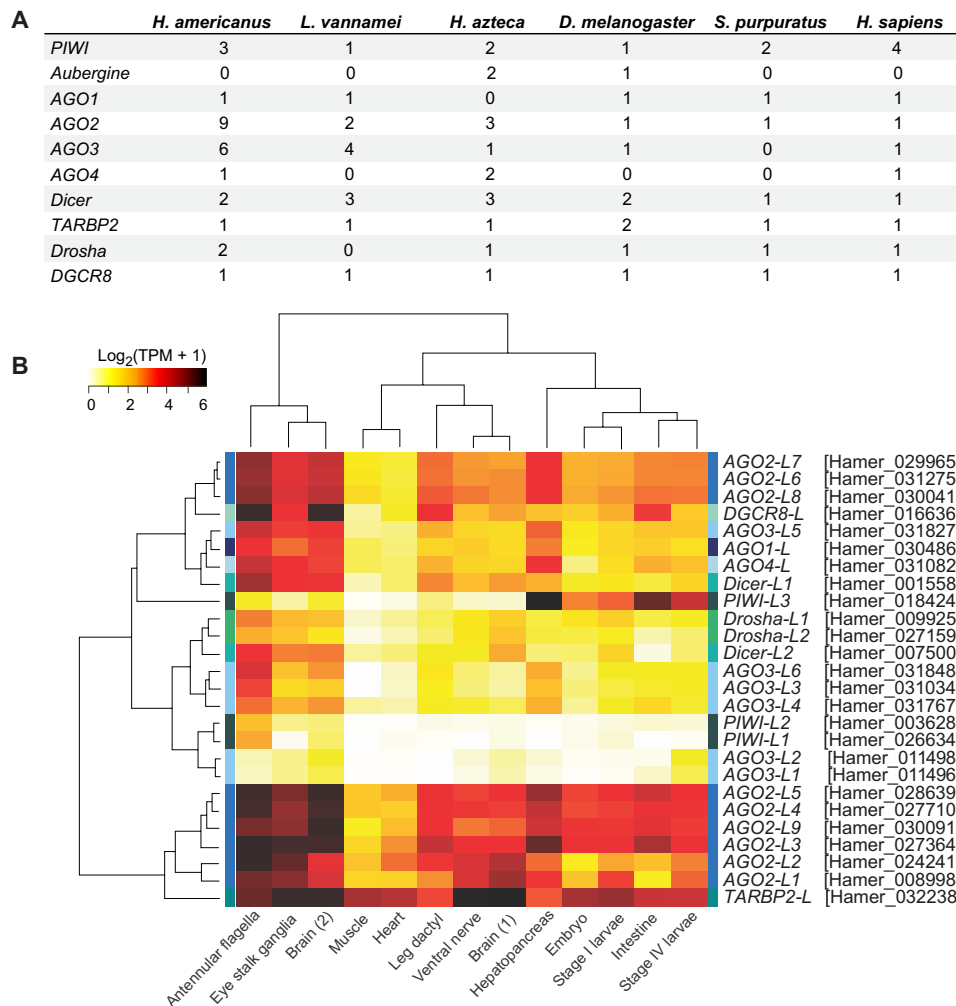 A
H. americanus L. vannamei H. azteca D. melanogaster S. purpuratus H. sapiens
PIWI 3 1 2 1 2 4
Aubergine 0 0 2 1 0 0
AGO1 1 1 0 1 1 1
AGO2 9 2 3 1 1 1
AGO3 6 4 1 1 0 1
AGO4 1 0 2 0 0 1
Dicer 2 3 3 2 1 1
TARBP2 1 1 1 2 1 1
Drosha 2 0 1 1 1 1
DGCR8 1 1 1 1 1 1
B
Log2(TPM + 1)
0 2 4 6
AGO2-L7 [Hamer_029965
AGO2-L6 [Hamer_031275
AGO2-L8 [Hamer_030041
DGCR8-L [Hamer_016636
AGO3-L5 [Hamer_031827
AGO1-L [Hamer_030486
AGO4-L [Hamer_031082
Dicer-L1 [Hamer_001558
PIWI-L3 [Hamer_018424
Drosha-L1 [Hamer_009925
Drosha-L2 [Hamer_027159
Dicer-L2 [Hamer_007500
AGO3-L6 [Hamer_031848
AGO3-L3 [Hamer_031034
AGO3-L4 [Hamer_031767
PIWI-L2 [Hamer_003628
PIWI-L1 [Hamer_026634
AGO3-L2 [Hamer_011498
AGO3-L1 [Hamer_011496
AGO2-L5 [Hamer_028639
AGO2-L4 [Hamer_027710
AGO2-L9 [Hamer_030091
AGO2-L3 [Hamer_027364
AGO2-L2 [Hamer_024241
AGO2-L1 [Hamer_008998
TARBP2-L [Hamer_032238
Antennular flagella
Eye stalk ganglia
Brain (2)
Muscle
Heart
Leg dactyl
Ventral nerve
Brain (1)
Hepatopancreas
Embryo
Stage I larvae
Intestine
Stage IV larvae